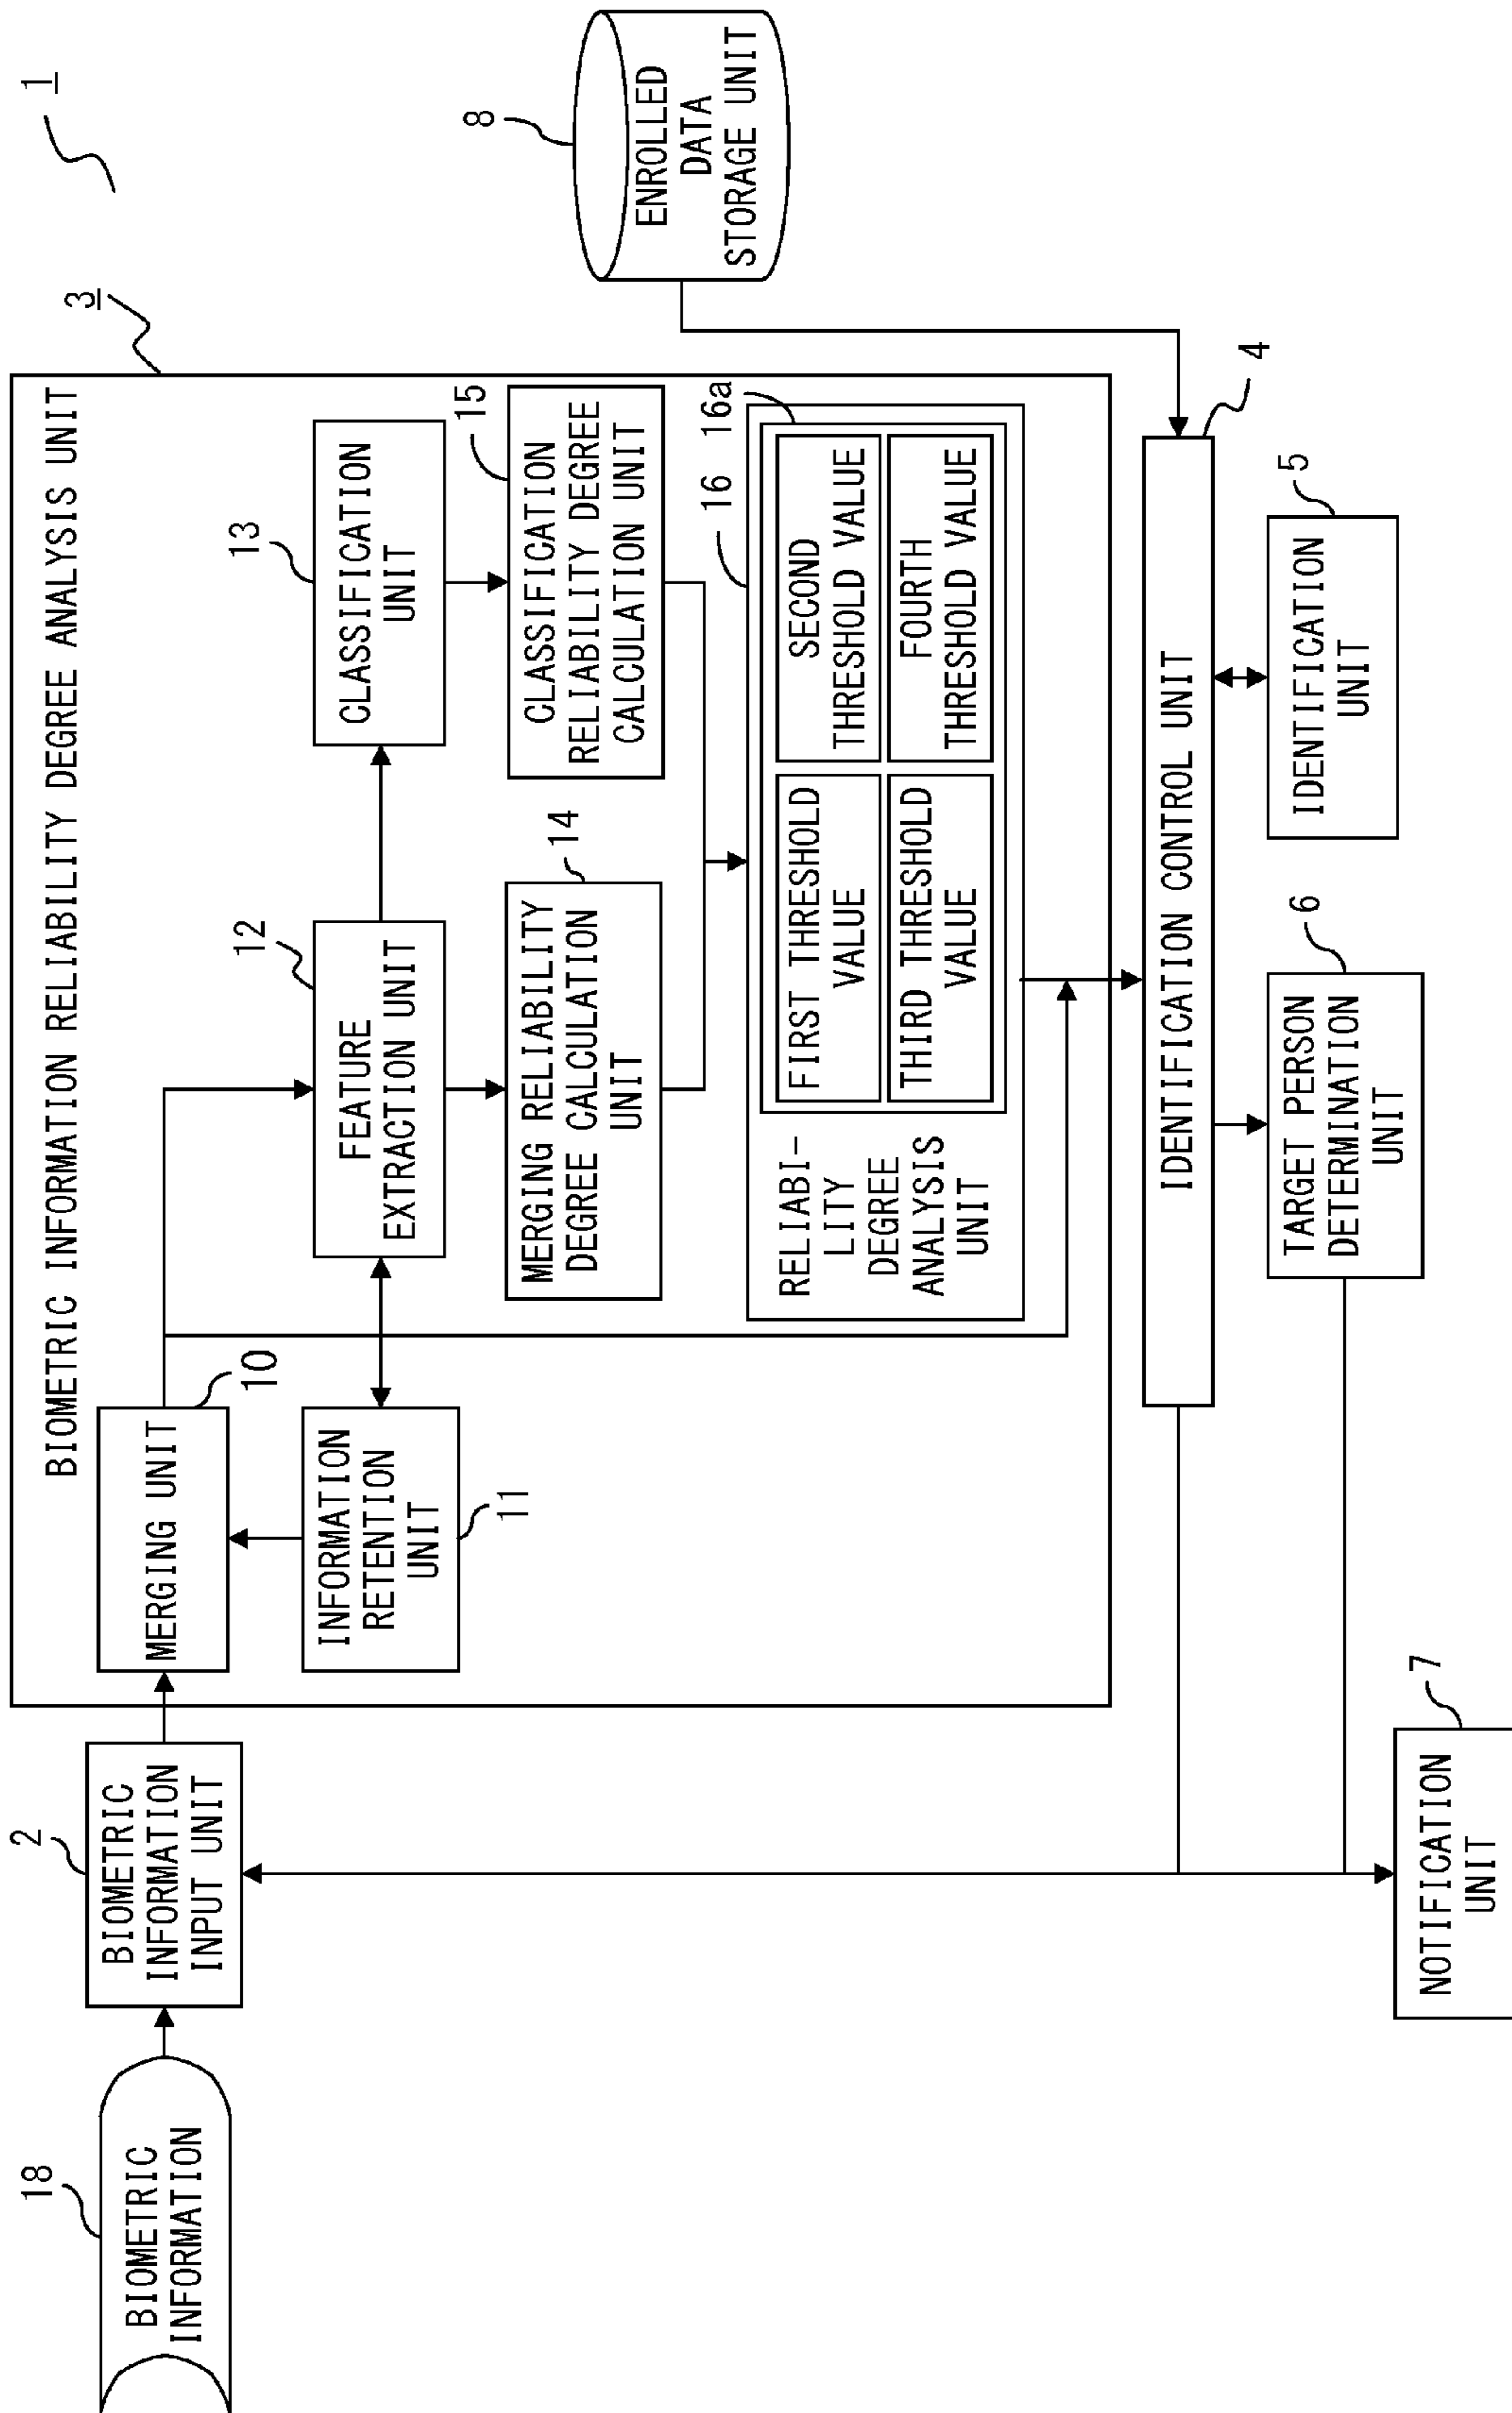 1
18
BIOMETRIC
INFORMATION
2
BIOMETRIC
INFORMATION
INPUT UNIT
3
BIOMETRIC INFORMATION RELIABILITY DEGREE ANALYSIS UNIT
MERGING UNIT
10
INFORMATION
RETENTION
UNIT
11
12
FEATURE
EXTRACTION UNIT
13
CLASSIFICATION
UNIT
14
MERGING RELIABILITY
DEGREE CALCULATION
UNIT
15
CLASSIFICATION
RELIABILITY DEGREE
CALCULATION UNIT
16
16a
RELIABI-
LITY
DEGREE
ANALYSIS
UNIT
FIRST THRESHOLD
VALUE
SECOND
THRESHOLD VALUE
THIRD THRESHOLD
VALUE
FOURTH
THRESHOLD VALUE
8
ENROLLED
DATA
STORAGE UNIT
4
IDENTIFICATION CONTROL UNIT
5
IDENTIFICATION
UNIT
6
TARGET PERSON
DETERMINATION
UNIT
7
NOTIFICATION
UNIT